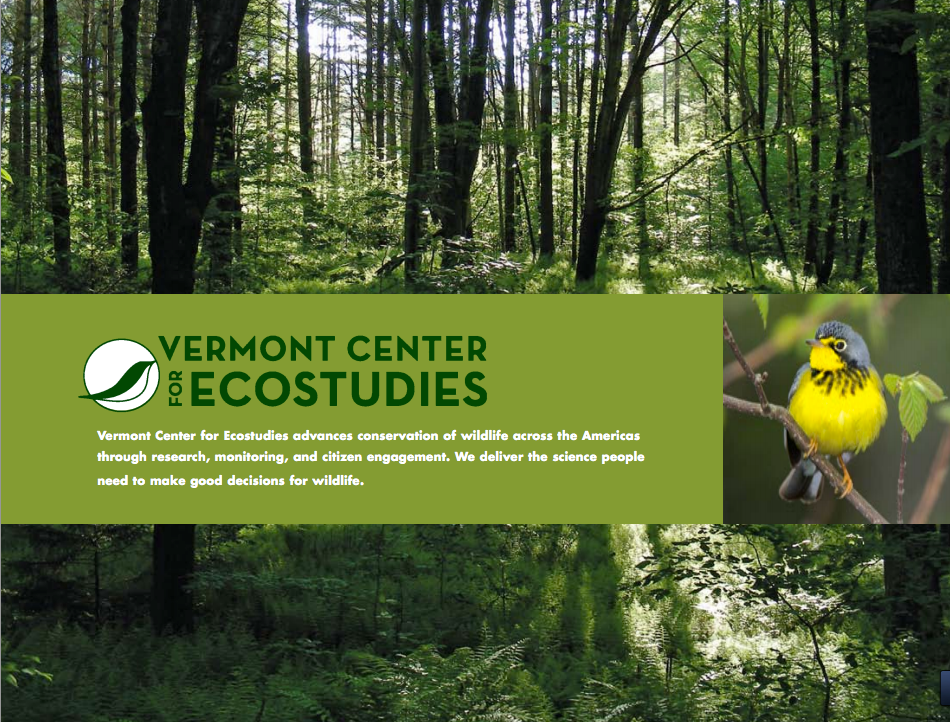 VERMONT CENTER
FOR ECOSTUDIES
Vermont Center for Ecostudies advances conservation of wildlife across the Americas
through research, monitoring, and citizen engagement. We deliver the science people
need to make good decisions for wildlife.